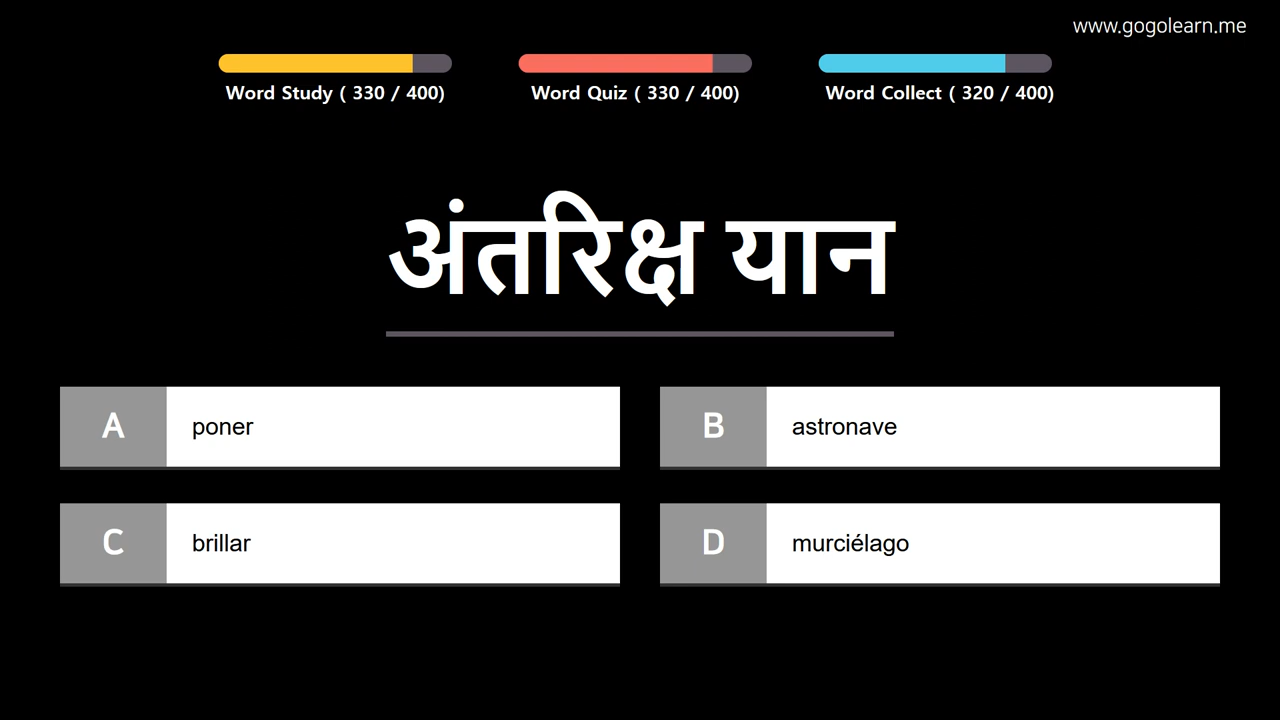 www.gogolearn.me
Word Study ( 330 / 400)
Word Quiz ( 330 / 400)
Word Collect ( 320 / 400)
अंतरिक्ष यान
A poner
B astronave
C brillar
D murciélago